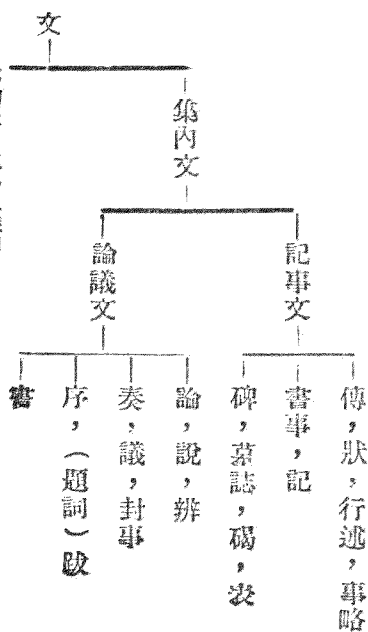 文
集內文
記事文
傳，狀，行述，事略
書事，記
碑，墓誌，碣，表
論議文
論，說，辨
奏，議，封事
序，（題詞）跋
書